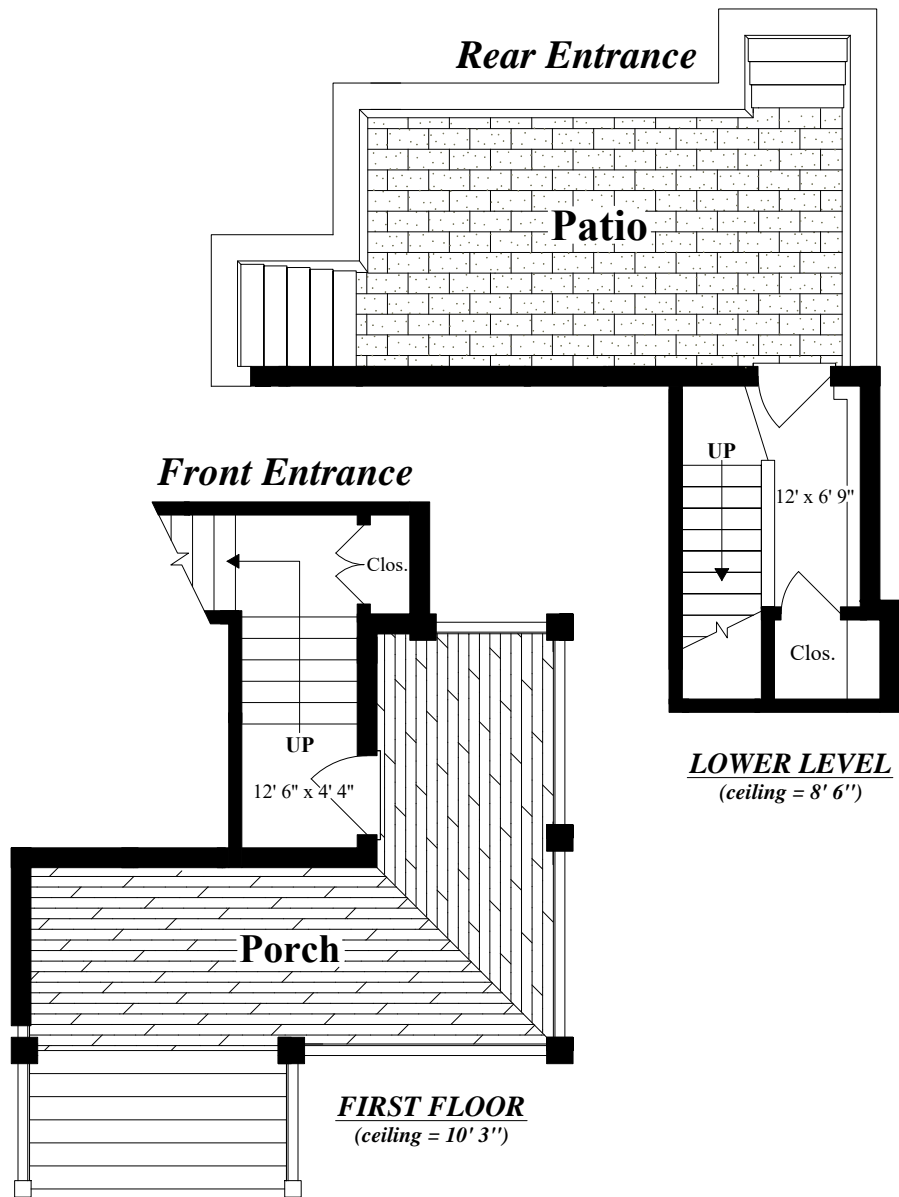 Rear Entrance
Patio
Front Entrance
UP
12' x 6' 9"
Clos.
Clos.
UP
12' 6" x 4' 4"
LOWER LEVEL
(ceiling = 8' 6")
Porch
FIRST FLOOR
(ceiling = 10' 3")